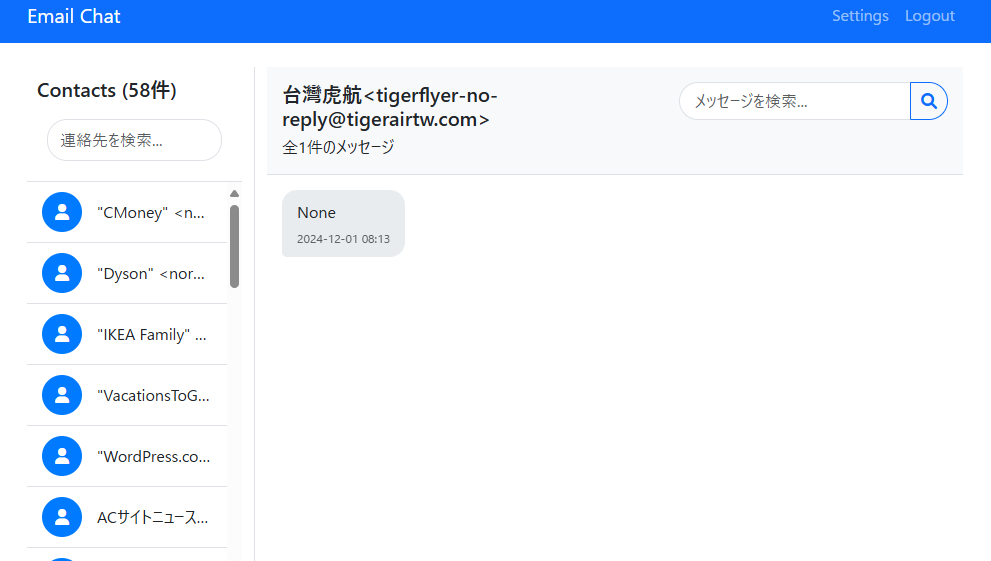 Email Chat
Settings
Logout
Contacts (58件)
連絡先を検索...
"CMoney" <n...
"Dyson" <nor...
"IKEA Family" ...
"VacationsToG...
"WordPress.co...
ACサイトニュース...
台灣虎航<tigerflyer-no-
reply@tigerairtw.com>
全1件のメッセージ
メッセージを検索...
None
2024-12-01 08:13